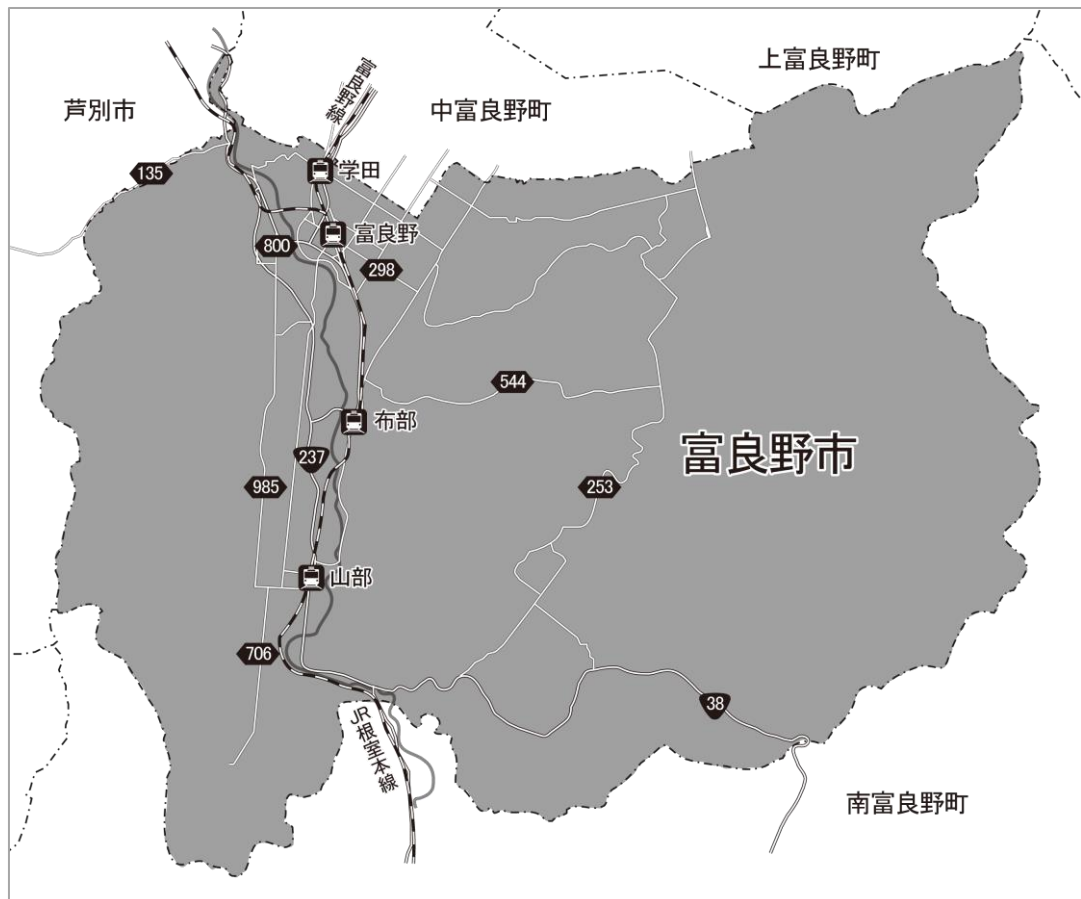 上富良野町
富良野線
中富良野町
芦別市
学田
135
富良野
800
298
544
布部
富良野市
237
985
253
山部
706
38
JR根室本線
南富良野町